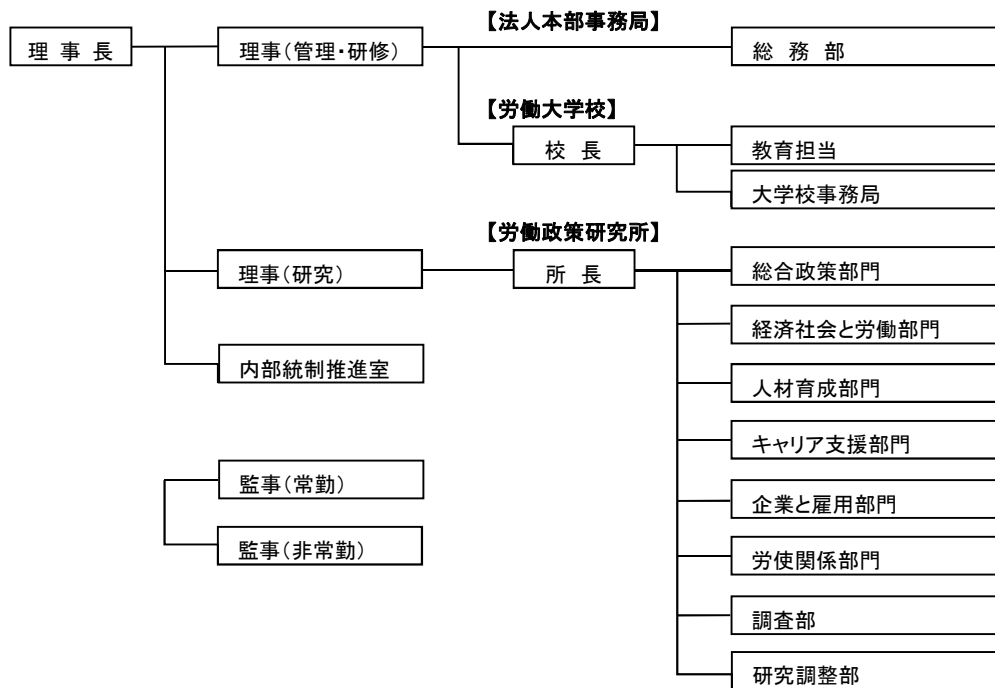 【法人本部事務局】
理 事 長
理事(管理・研修)
総 務 部
【労働大学校】
校 長
教育担当
大学校事務局
【労働政策研究所】
理事(研究)
所 長
総合政策部門
経済社会と労働部門
内部統制推進室
人材育成部門
キャリア支援部門
監事(常勤)
企業と雇用部門
監事(非常勤)
労使関係部門
調査部
研究調整部